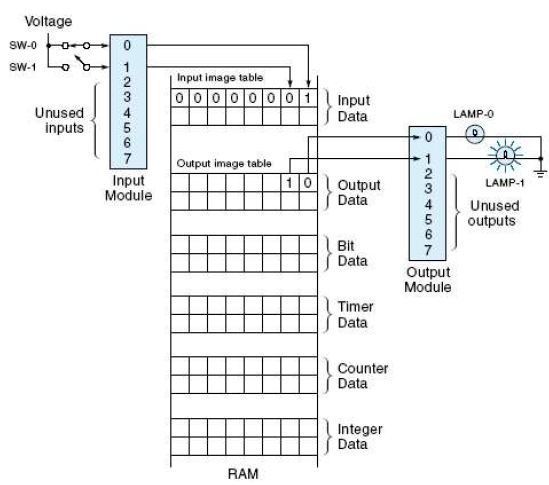 Voltage
SW-0
SW-1
0
1
2
3
4
5
6
7
Unused
inputs
Input
Module
Input image table
0 0 0 0 0 0 0 1
Input
Data
Output image table
1 0
Output
Data
Bit
Data
Timer
Data
Counter
Data
Integer
Data
RAM
LAMP-0
LAMP-1
0
1
2
3
4
5
6
7
Unused
outputs
Output
Module